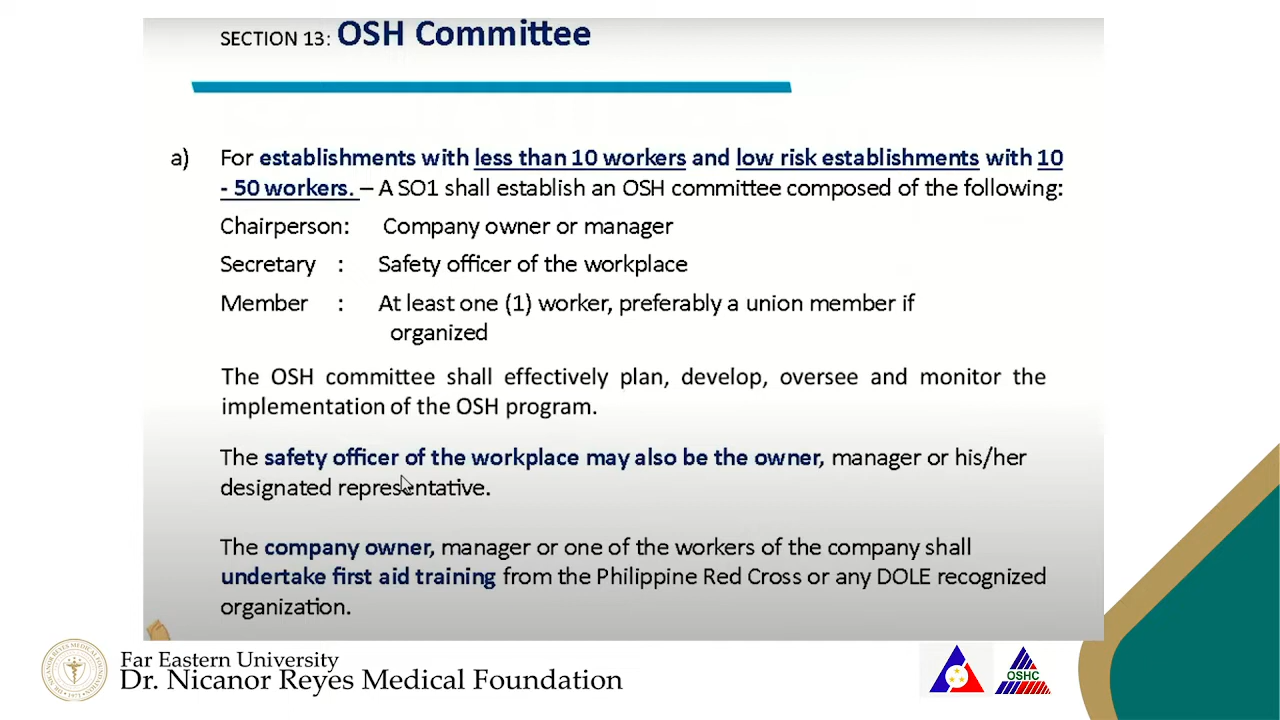 SECTION 13: OSH Committee
a) For establishments with less than 10 workers and low risk establishments with 10
- 50 workers. – A SO1 shall establish an OSH committee composed of the following:
Chairperson: Company owner or manager
Secretary : Safety officer of the workplace
Member : At least one (1) worker, preferably a union member if
organized
The OSH committee shall effectively plan, develop, oversee and monitor the
implementation of the OSH program.
The safety officer of the workplace may also be the owner, manager or his/her
designated representative.
The company owner, manager or one of the workers of the company shall
undertake first aid training from the Philippine Red Cross or any DOLE recognized
organization.
Far Eastern University
Dr. Nicanor Reyes Medical Foundation
OSHC